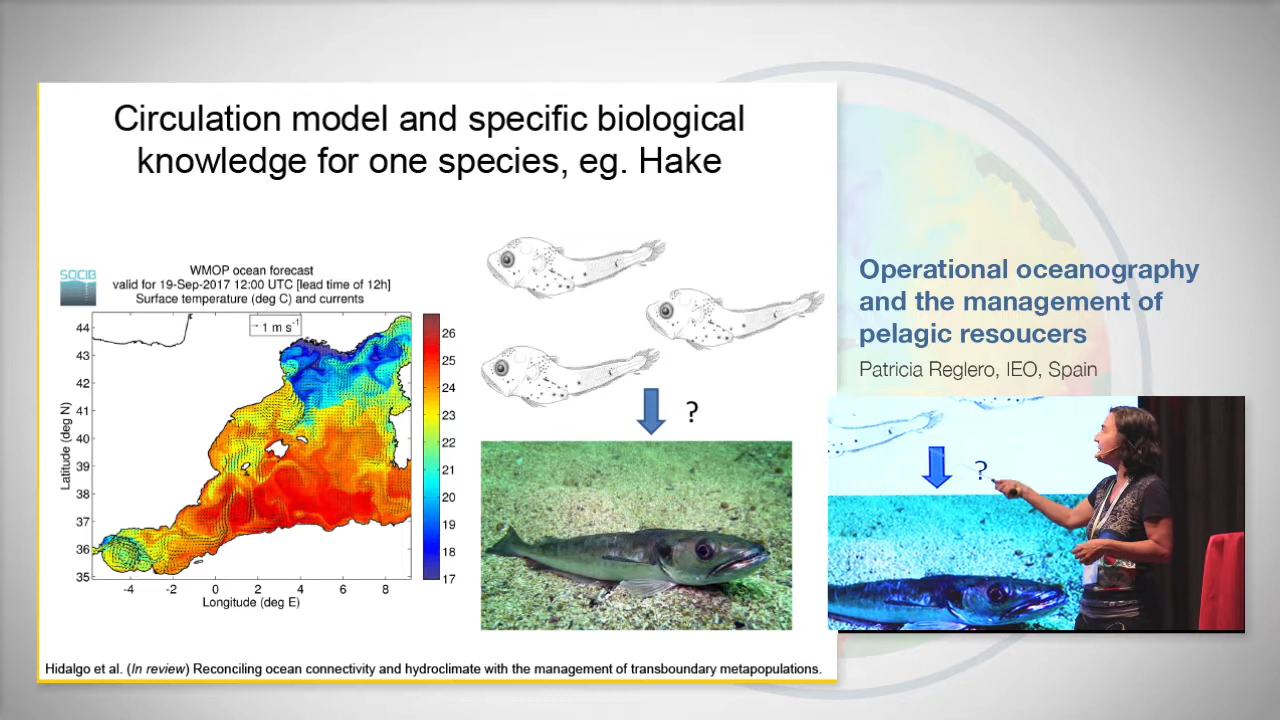 Circulation model and specific biological
knowledge for one species, eg. Hake
SOCIB
WMOP ocean forecast
valid for 19-Sep-2017 12:00 UTC [lead time of 12h]
Surface temperature (deg C) and currents
1 m s⁻¹
44
43
42
41
40
39
38
37
36
35
Latitude (deg N)
-4 -2 0 2 4 6 8
Longitude (deg E)
26
25
24
23
22
21
20
19
18
17
?
Hidalgo et al. (In review) Reconciling ocean connectivity and hydroclimate with the management of transboundary metapopulations.
Operational oceanography
and the management of
pelagic resoucers
Patricia Reglero, IEO, Spain
?